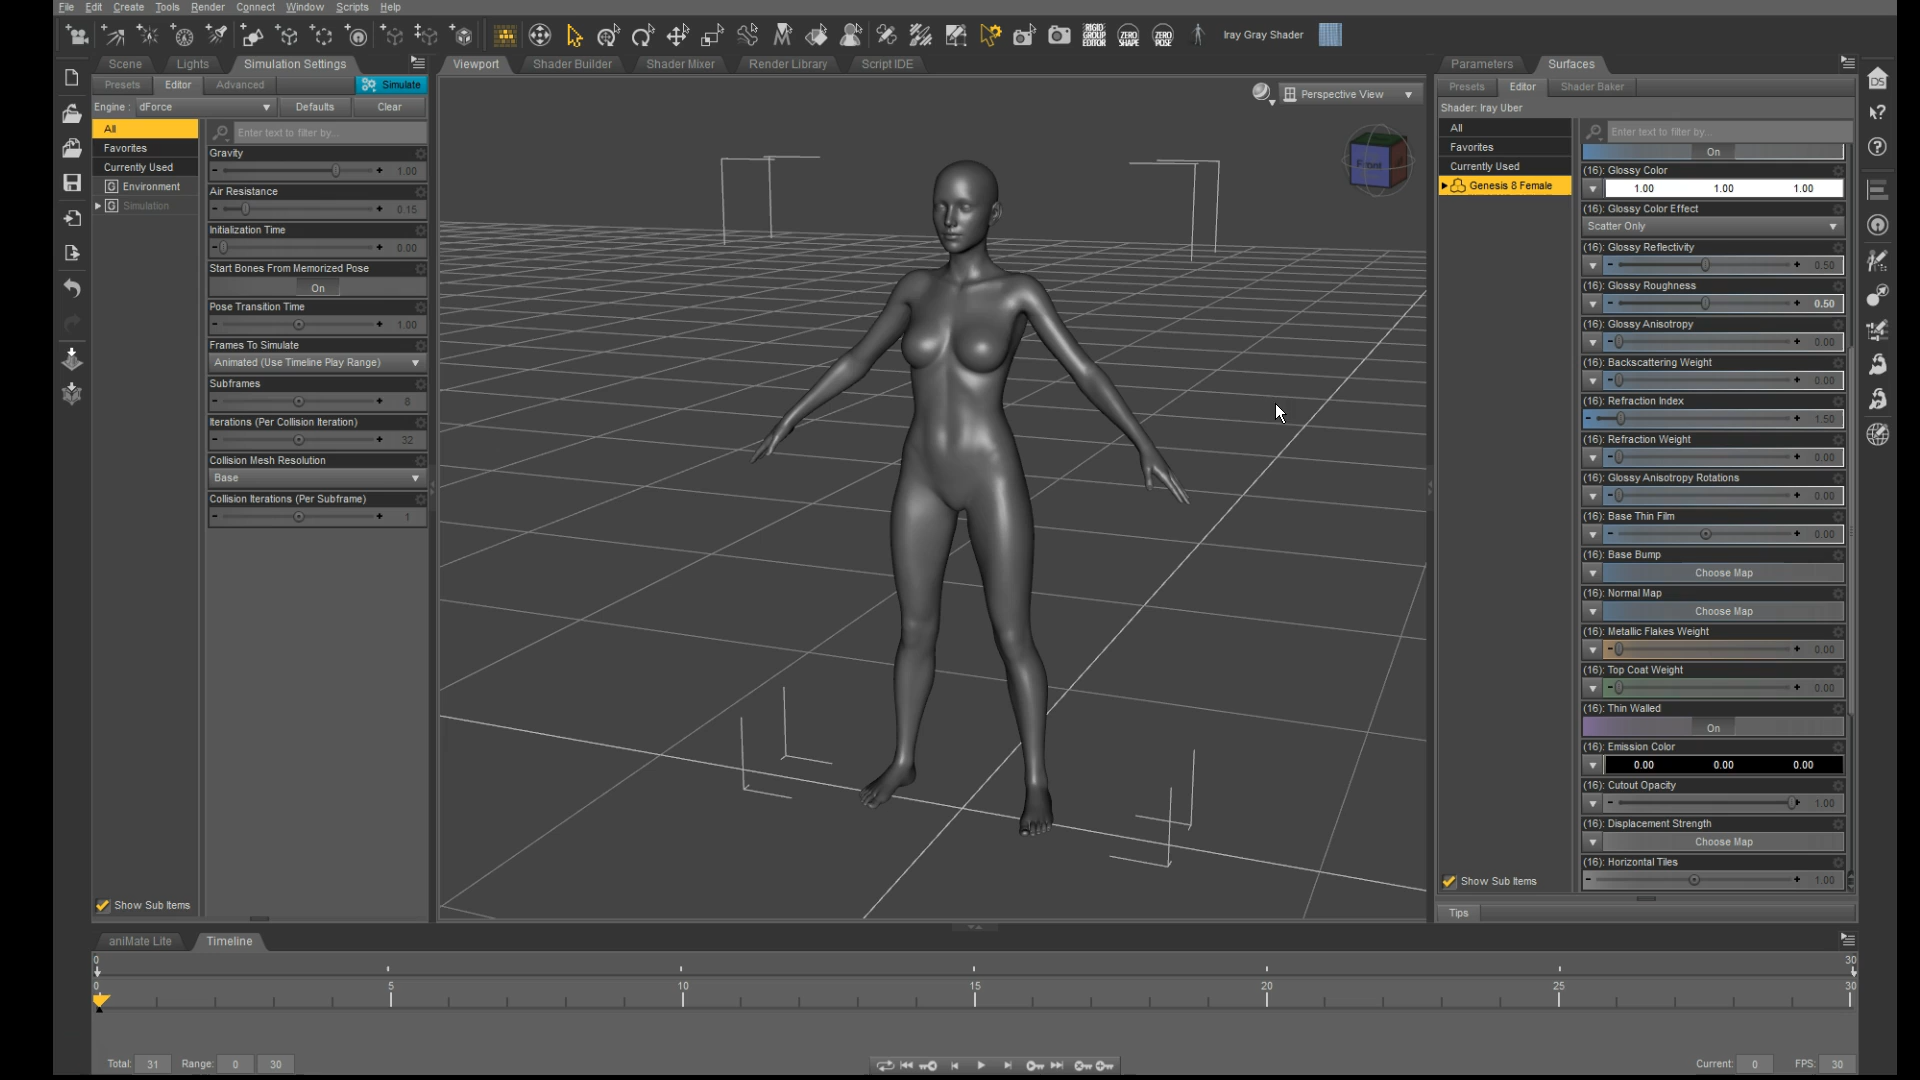 File Edit Create Tools Render Connect Window Scripts Help
RIGID GROUP EDITOR ZERO SHAPE ZERO POSE Iray Gray Shader
Scene Lights Simulation Settings
Presets Editor Advanced Simulate
Engine : dForce Defaults Clear
All
Favorites
Currently Used
G Environment
G Simulation
Enter text to filter by...
Gravity
- + 1.00
Air Resistance
- + 0.15
Initialization Time
- + 0.00
Start Bones From Memorized Pose
On
Pose Transition Time
- + 1.00
Frames To Simulate
Animated (Use Timeline Play Range)
Subframes
- + 8
Iterations (Per Collision Iteration)
- + 32
Collision Mesh Resolution
Base
Collision Iterations (Per Subframe)
- + 1
Show Sub Items
Viewport Shader Builder Shader Mixer Render Library Script IDE
Perspective View
Front
Parameters Surfaces
Presets Editor Shader Baker
Shader: Iray Uber
All
Favorites
Currently Used
Genesis 8 Female
Enter text to filter by...
On
(16): Glossy Color
1.00 1.00 1.00
(16): Glossy Color Effect
Scatter Only
(16): Glossy Reflectivity
- + 0.50
(16): Glossy Roughness
- + 0.50
(16): Glossy Anisotropy
- + 0.00
(16): Backscattering Weight
- + 0.00
(16): Refraction Index
- + 1.50
(16): Refraction Weight
- + 0.00
(16): Glossy Anisotropy Rotations
- + 0.00
(16): Base Thin Film
- + 0.00
(16): Base Bump
Choose Map
(16): Normal Map
Choose Map
(16): Metallic Flakes Weight
- + 0.00
(16): Top Coat Weight
- + 0.00
(16): Thin Walled
On
(16): Emission Color
0.00 0.00 0.00
(16): Cutout Opacity
- + 1.00
(16): Displacement Strength
Choose Map
(16): Horizontal Tiles
- + 1.00
Show Sub Items
Tips
DS
aniMate Lite Timeline
0 30
0 5 10 15 20 25 30
Total: 31 Range: 0 30
Current: 0 FPS: 30